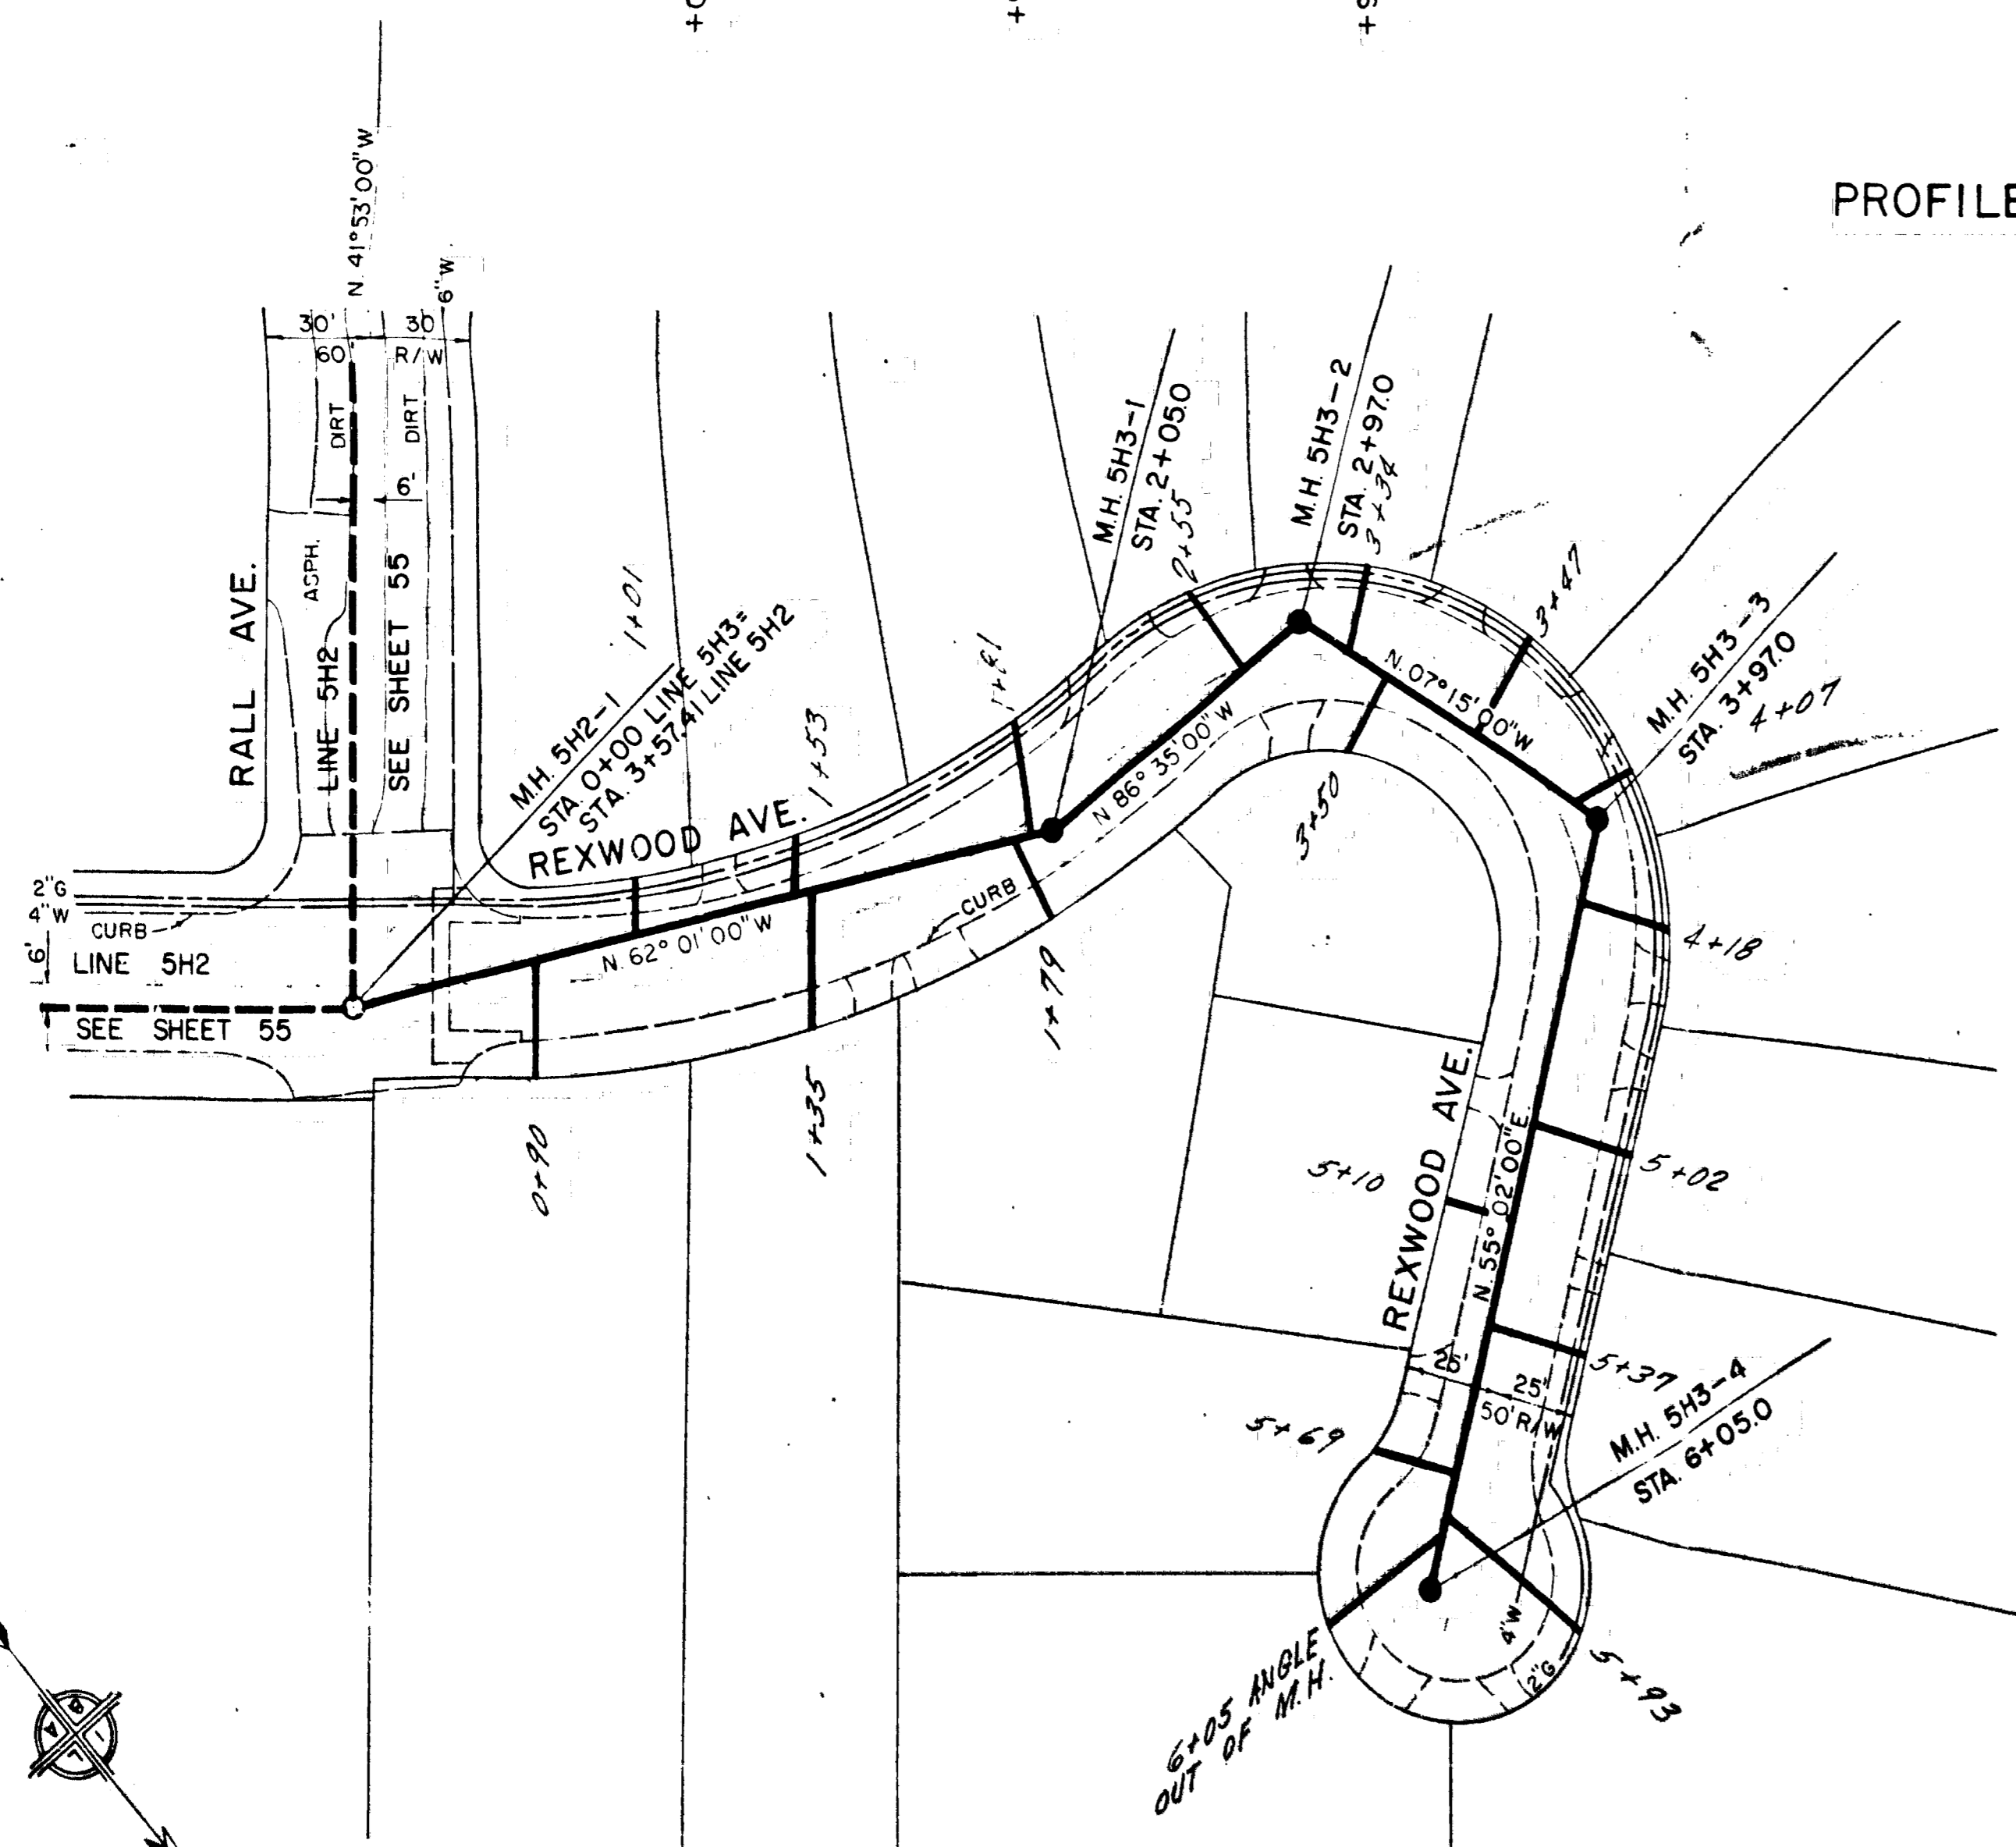 PROFILE
N. 41°53'00"W
6"W
30'
30
60'
R/W
DIRT
DIRT
6'
ASPH.
RALL AVE.
LINE 5H2
SEE SHEET 55
1+01
M.H. 5H2-1
STA. 0+00 LINE 5H3=
STA. 3+57.41 LINE 5H2
1+53
1+81
M.H. 5H3-1
STA. 2+05.0
2+55
M.H. 5H3-2
STA. 2+97.0
3+34
3+47
M.H. 5H3-3
STA. 3+97.0
4+07
REXWOOD AVE.
N. 07°15'00"W
N 86°35'00"W
3+50
2"G
4"W
CURB
6'
LINE 5H2
SEE SHEET 55
N. 62°01'00"W
CURB
4+18
1+79
0+90
1+35
REXWOOD AVE.
5+10
N. 55°02'00"E.
5+02
25'
25'
50' R/W
5+37
M.H. 5H3-4
STA. 6+05.0
5+69
4"W
2"G
5+93
6+05 ANGLE
OUT OF M.H.